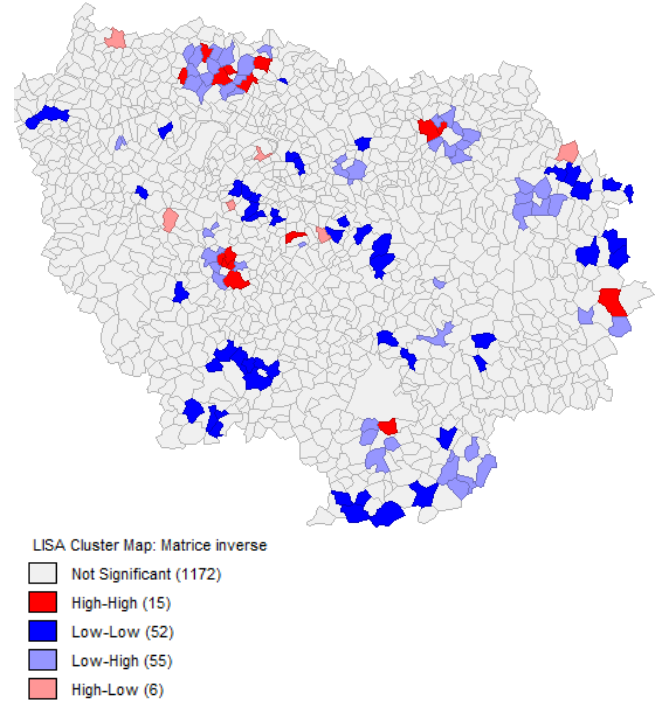 LISA Cluster Map: Matrice inverse
Not Significant (1172)
High-High (15)
Low-Low (52)
Low-High (55)
High-Low (6)